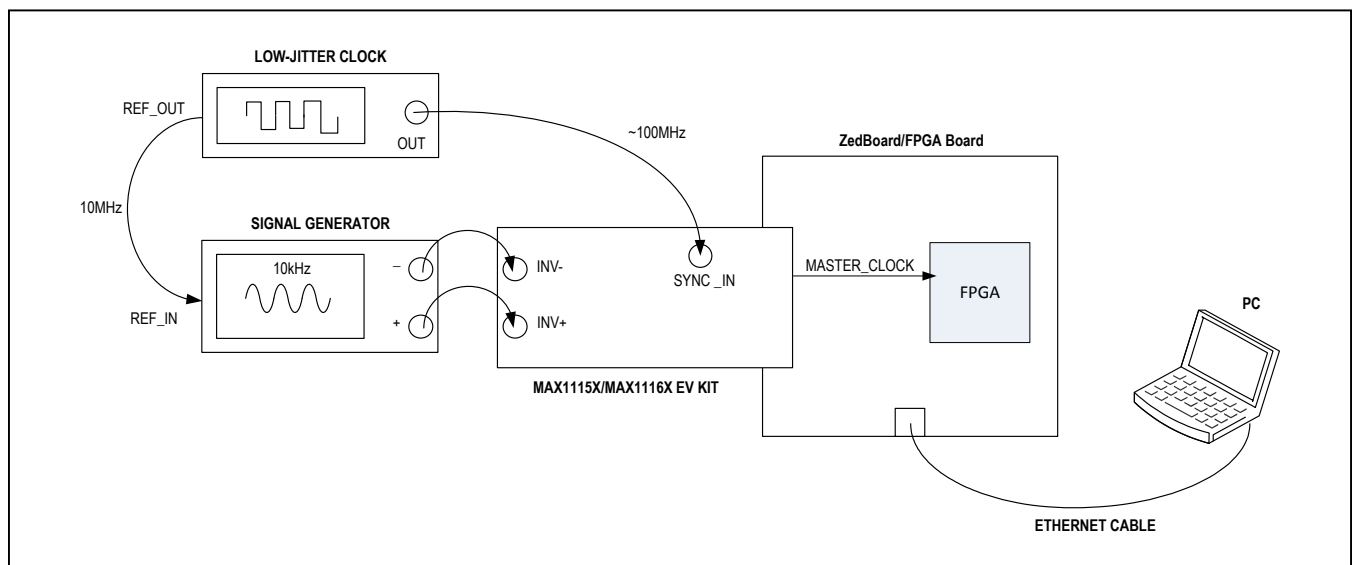 LOW-JITTER CLOCK
REF_OUT
OUT
~100MHz
ZedBoard/FPGA Board
10MHz
SIGNAL GENERATOR
10kHz
–
+
REF_IN
INV-
INV+
SYNC _IN
MASTER_CLOCK
FPGA
MAX1115X/MAX1116X EV KIT
PC
ETHERNET CABLE